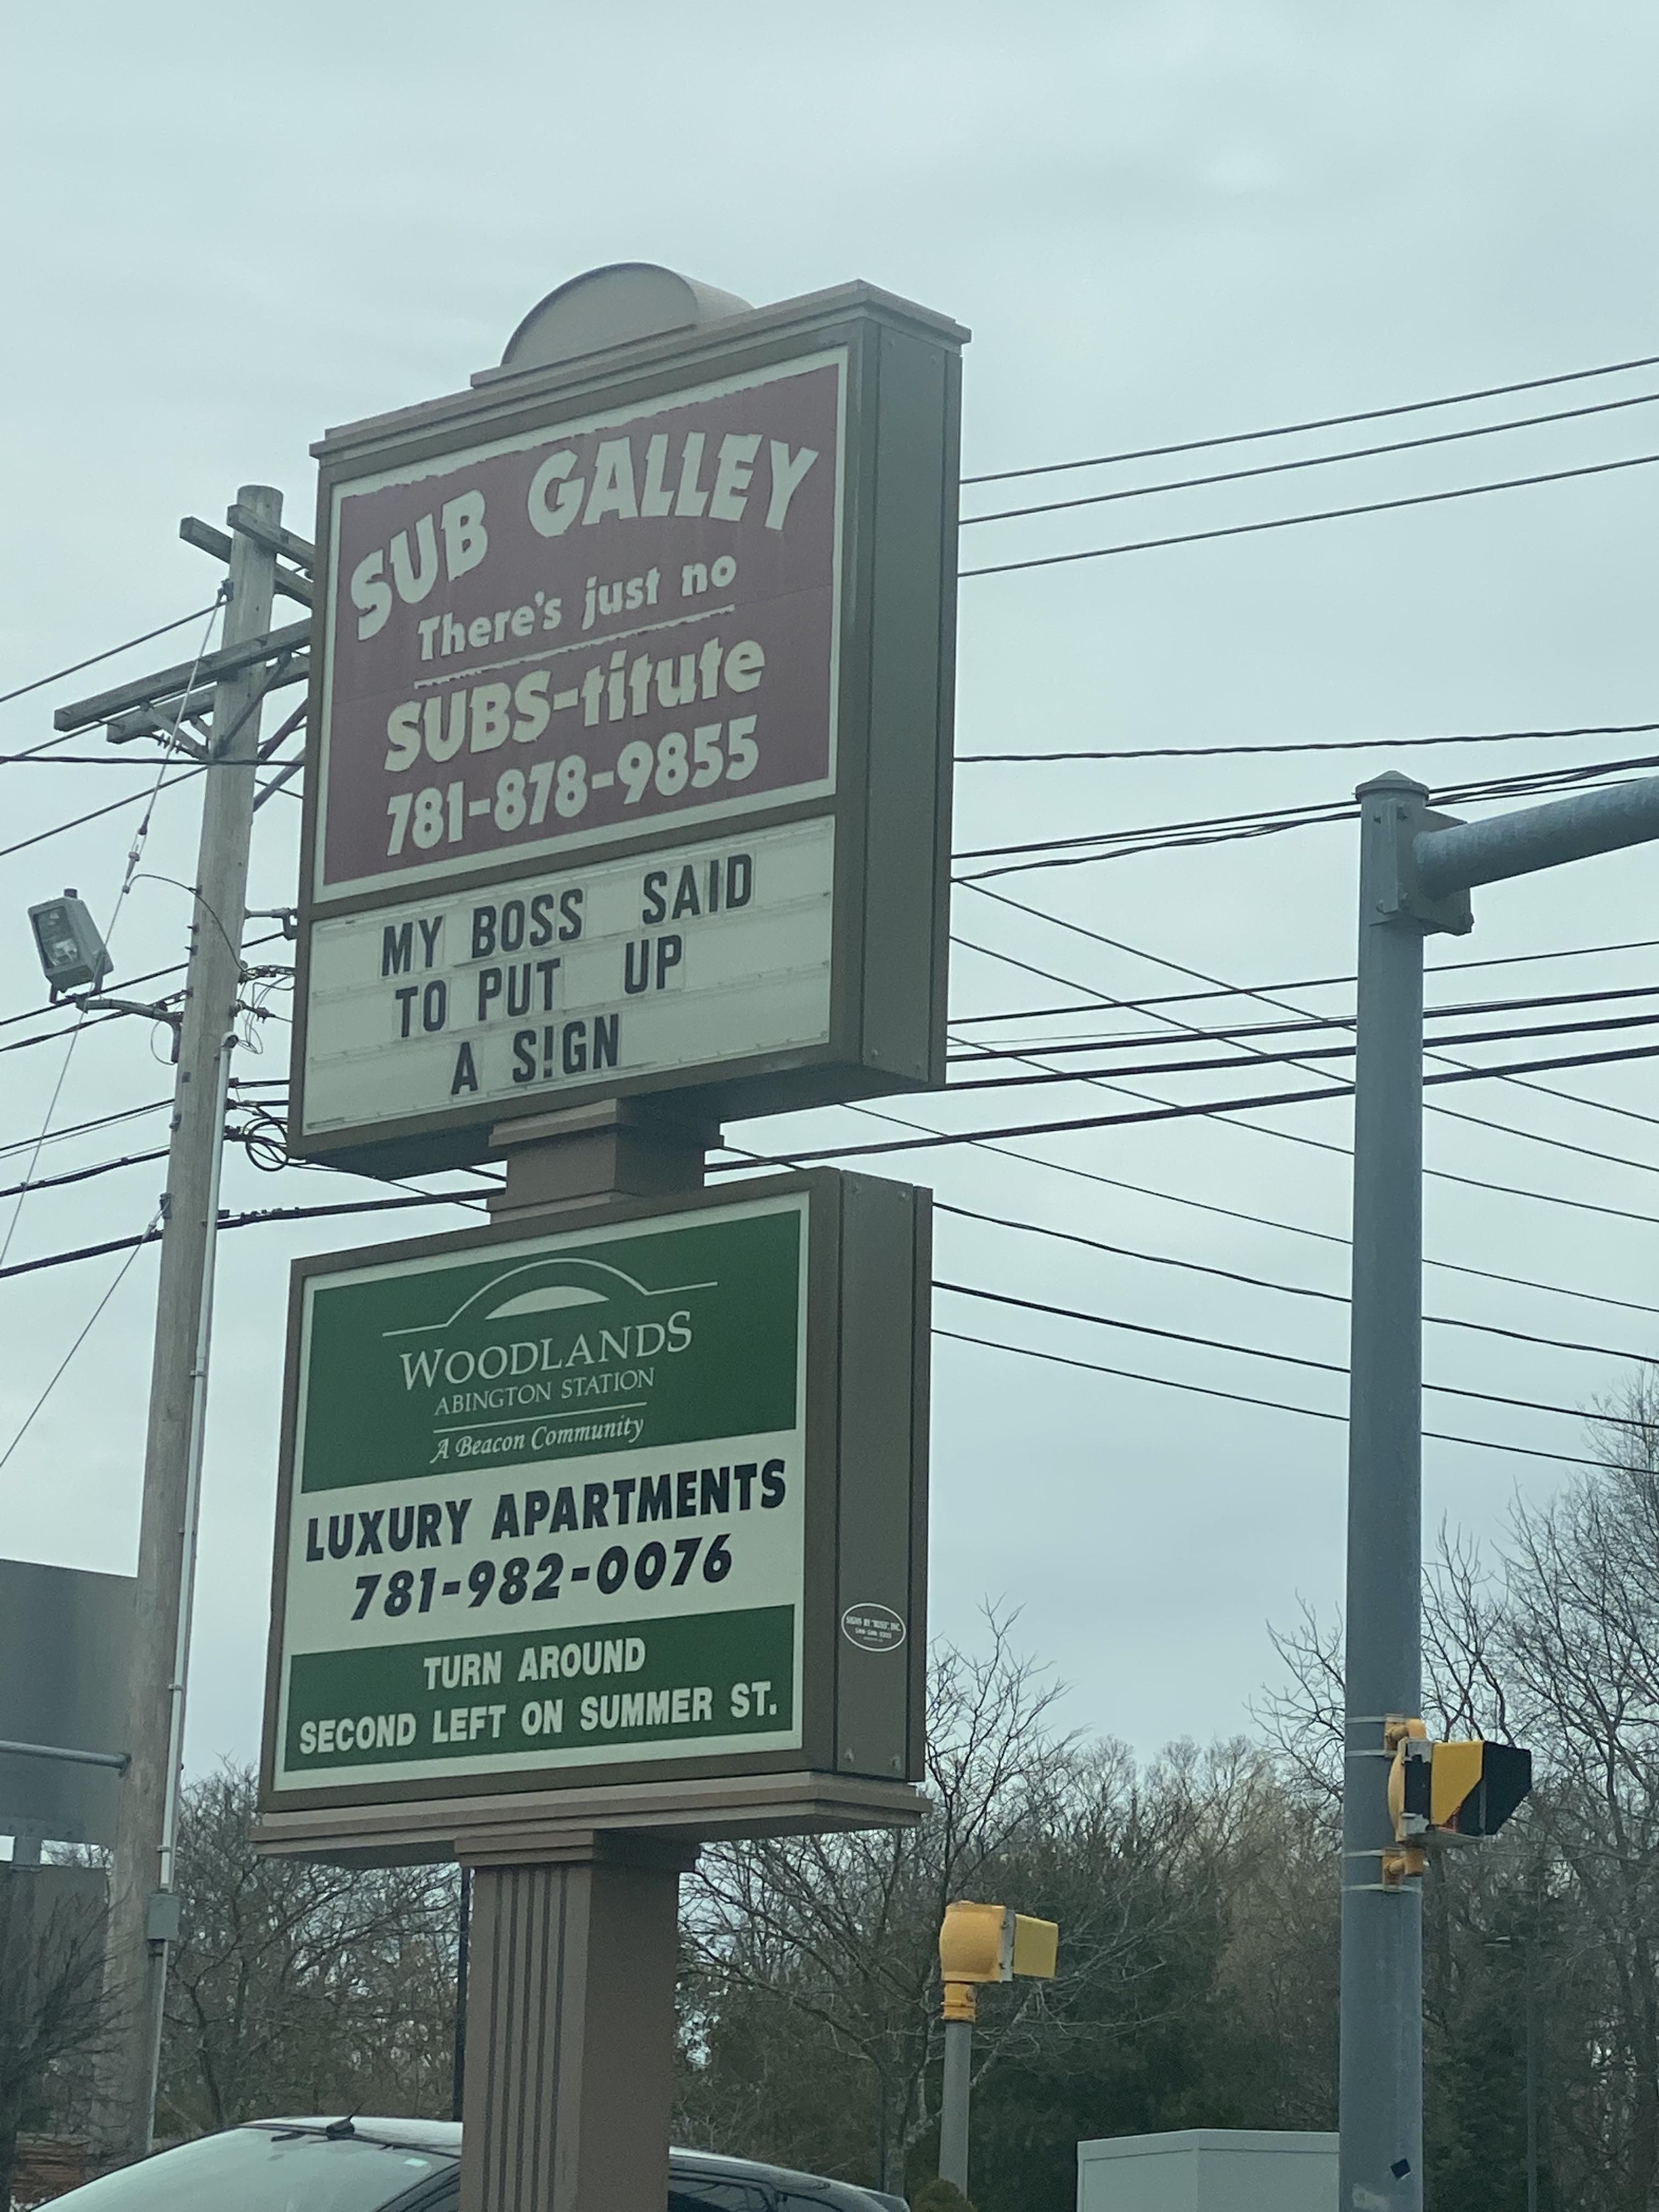 SUB GALLEY
There's just no
SUBS-titute
781-878-9855
MY BOSS SAID
TO PUT UP
A S!GN
WOODLANDS
ABINGTON STATION
A Beacon Community
LUXURY APARTMENTS
781-982-0076
TURN AROUND
SECOND LEFT ON SUMMER ST.